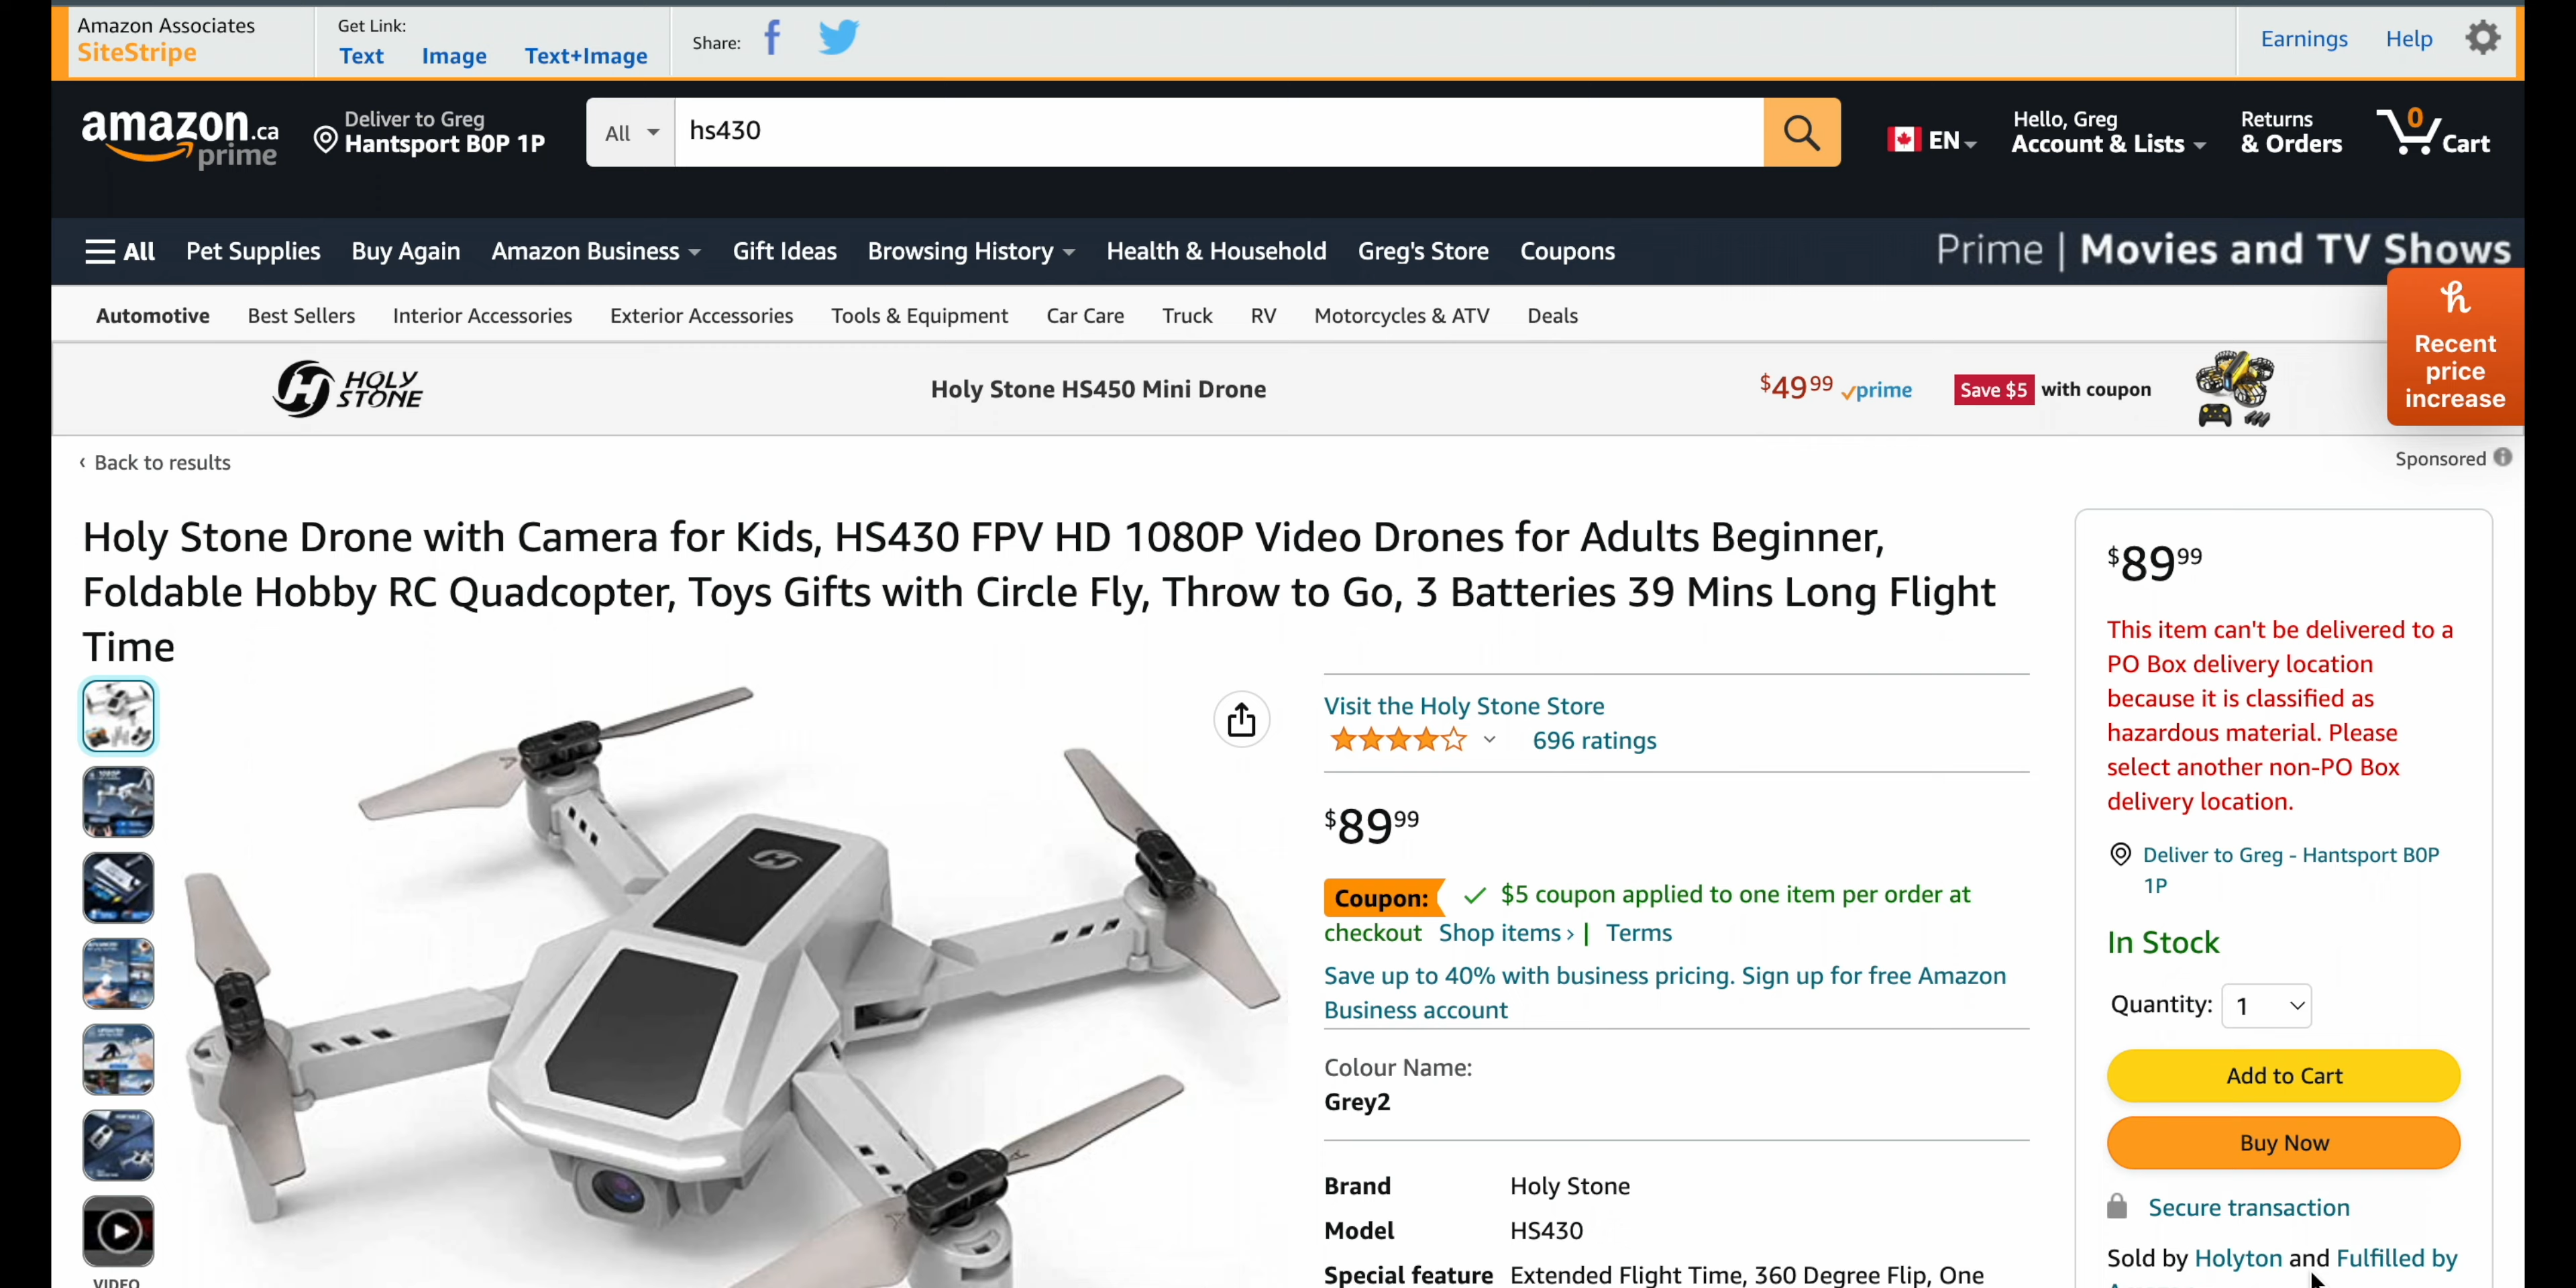 Amazon Associates
SiteStripe
Get Link:
Text Image Text+Image
Share:
Earnings Help
amazon.ca
prime
Deliver to Greg
Hantsport B0P 1P
All
hs430
EN
Hello, Greg
Account & Lists
Returns
& Orders
0
Cart
All Pet Supplies Buy Again Amazon Business Gift Ideas Browsing History Health & Household Greg's Store Coupons
Prime | Movies and TV Shows
Automotive Best Sellers Interior Accessories Exterior Accessories Tools & Equipment Car Care Truck RV Motorcycles & ATV Deals
h
Recent
price
increase
HOLY
STONE
Holy Stone HS450 Mini Drone
$49.99 prime
Save $5 with coupon
‹ Back to results
Sponsored
Holy Stone Drone with Camera for Kids, HS430 FPV HD 1080P Video Drones for Adults Beginner,
Foldable Hobby RC Quadcopter, Toys Gifts with Circle Fly, Throw to Go, 3 Batteries 39 Mins Long Flight
Time
VIDEO
Visit the Holy Stone Store
696 ratings
$89.99
Coupon: $5 coupon applied to one item per order at
checkout Shop items › | Terms
Save up to 40% with business pricing. Sign up for free Amazon
Business account
Colour Name:
Grey2
Brand Holy Stone
Model HS430
Special feature Extended Flight Time, 360 Degree Flip, One
$89.99
This item can't be delivered to a
PO Box delivery location
because it is classified as
hazardous material. Please
select another non-PO Box
delivery location.
Deliver to Greg - Hantsport B0P
1P
In Stock
Quantity: 1
Add to Cart
Buy Now
Secure transaction
Sold by Holyton and Fulfilled by